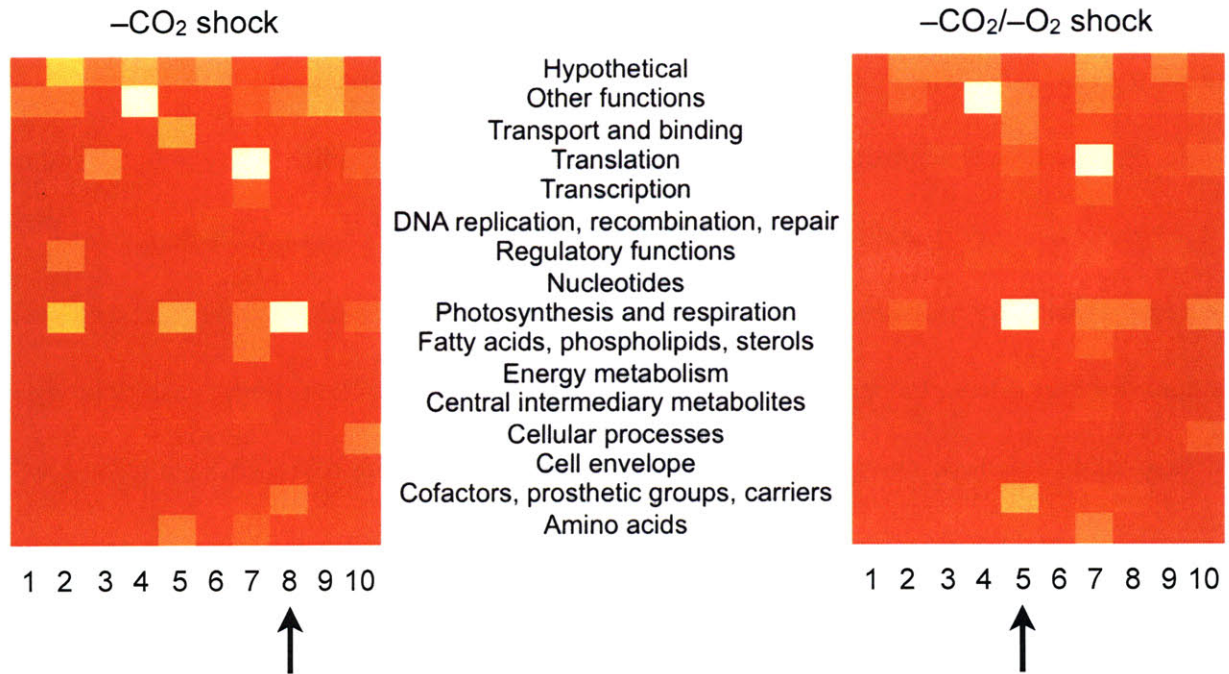 –CO₂ shock
–CO₂/–O₂ shock
Hypothetical
Other functions
Transport and binding
Translation
Transcription
DNA replication, recombination, repair
Regulatory functions
Nucleotides
Photosynthesis and respiration
Fatty acids, phospholipids, sterols
Energy metabolism
Central intermediary metabolites
Cellular processes
Cell envelope
Cofactors, prosthetic groups, carriers
Amino acids
1 2 3 4 5 6 7 8 9 10
1 2 3 4 5 6 7 8 9 10